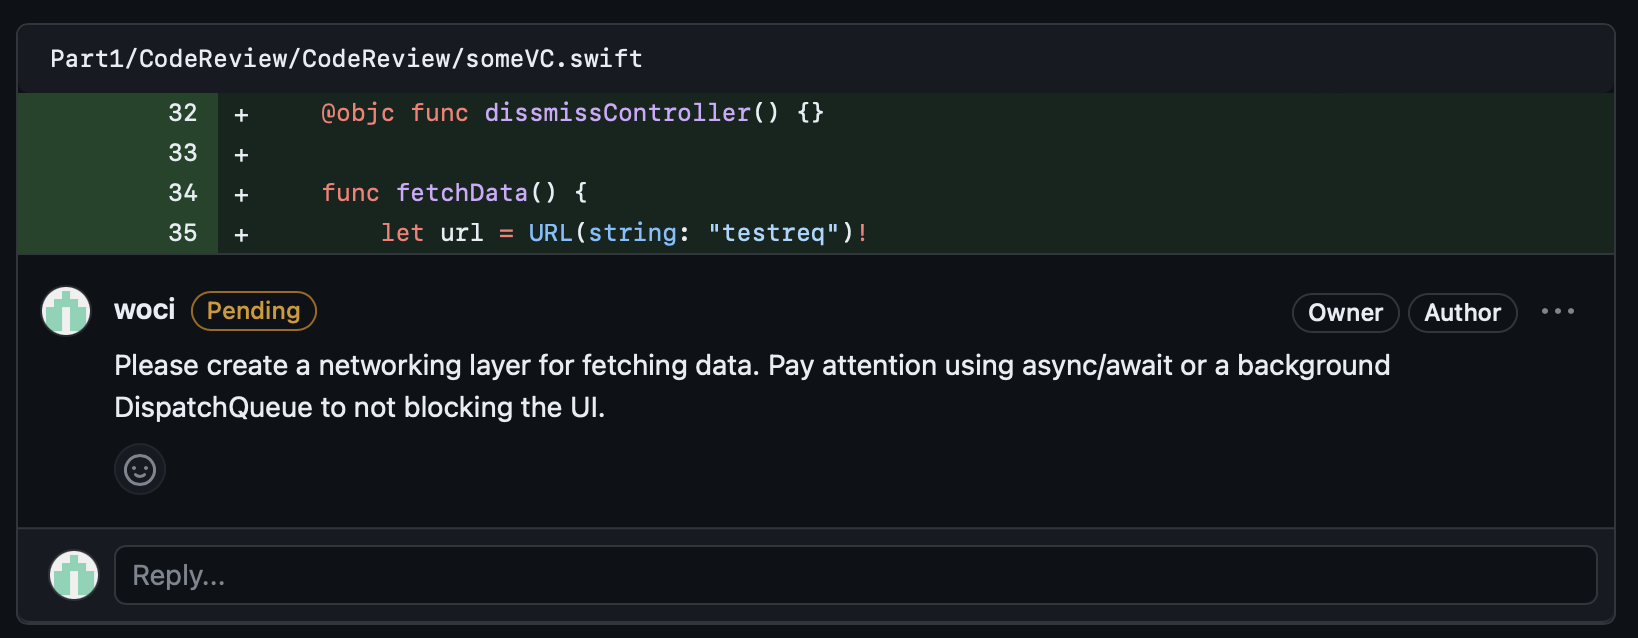 Part1/CodeReview/CodeReview/someVC.swift
32 + @objc func dissmissController() {}
33 +
34 + func fetchData() {
35 + let url = URL(string: "testreq")!
woci Pending Owner Author ...
Please create a networking layer for fetching data. Pay attention using async/await or a background
DispatchQueue to not blocking the UI.
Reply...